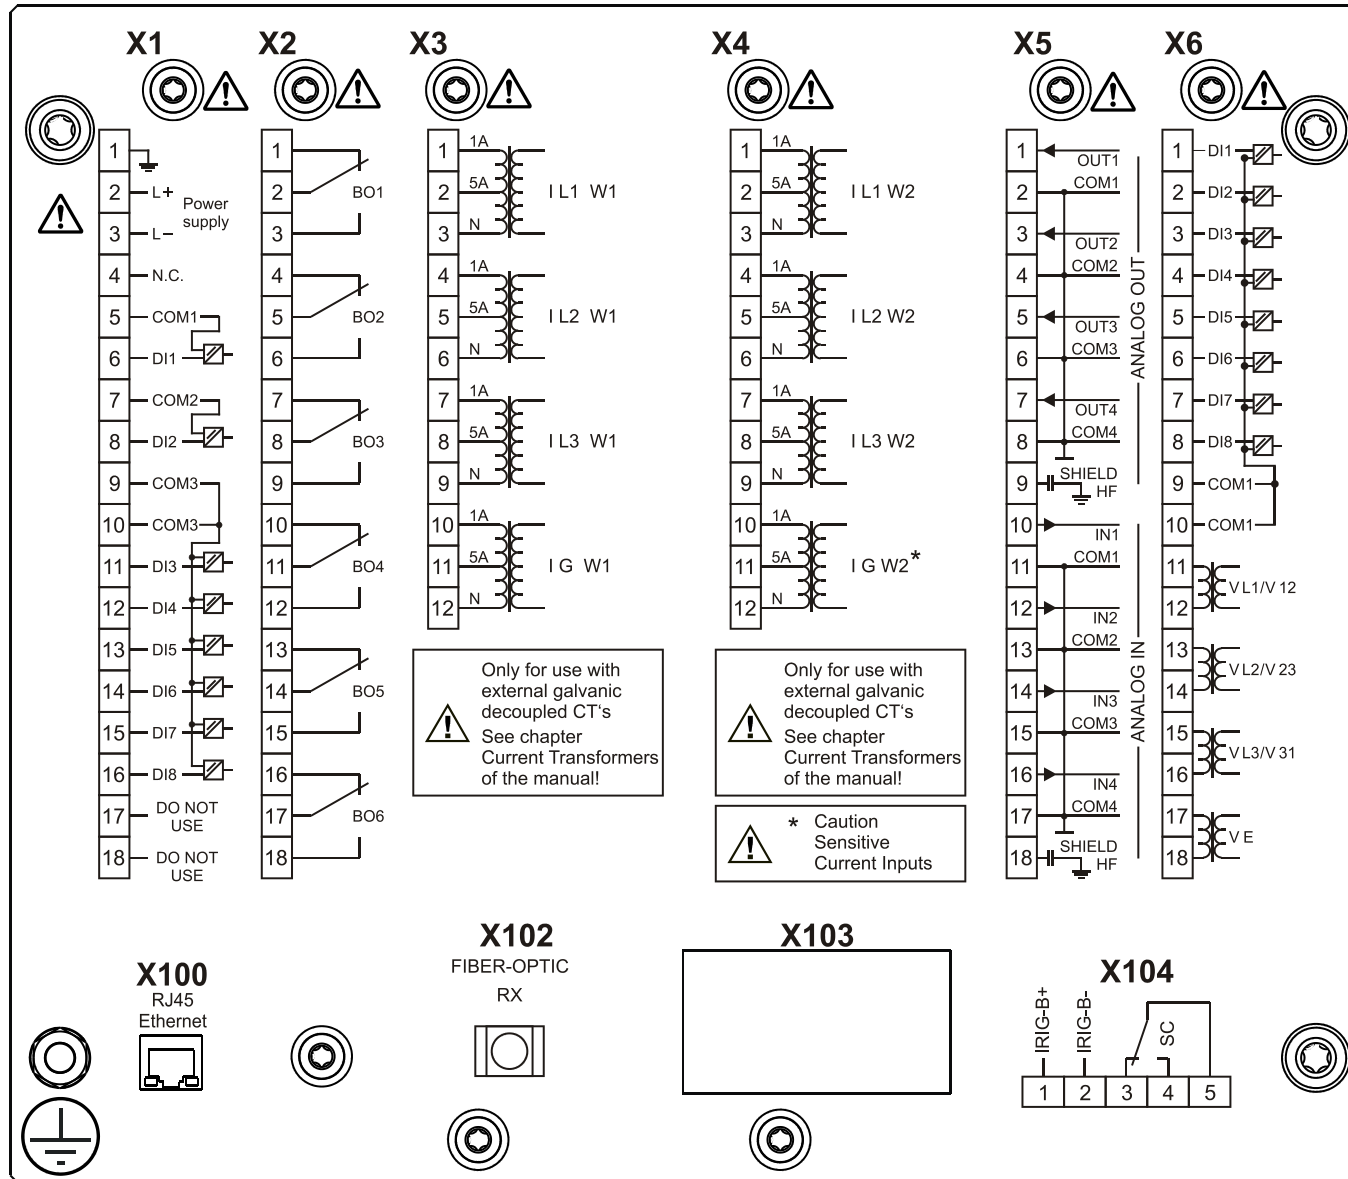 X1
1
2 L+
Power
supply
3 L–
4 N.C.
5 COM1
6 DI1
7 COM2
8 DI2
9 COM3
10 COM3
11 DI3
12 DI4
13 DI5
14 DI6
15 DI7
16 DI8
17 DO NOT
USE
18 DO NOT
USE
X2
1
2 BO1
3
4
5 BO2
6
7
8 BO3
9
10
11 BO4
12
13
14 BO5
15
16
17 BO6
18
X3
1 1A
2 5A I L1 W1
3 N
4 1A
5 5A I L2 W1
6 N
7 1A
8 5A I L3 W1
9 N
10 1A
11 5A I G W1
12 N
Only for use with
external galvanic
decoupled CT‘s
See chapter
Current Transformers
of the manual!
X4
1 1A
2 5A I L1 W2
3 N
4 1A
5 5A I L2 W2
6 N
7 1A
8 5A I L3 W2
9 N
10 1A
11 5A I G W2*
12 N
Only for use with
external galvanic
decoupled CT‘s
See chapter
Current Transformers
of the manual!
* Caution
Sensitive
Current Inputs
X5
1 OUT1
2 COM1
3 OUT2
4 COM2
5 OUT3
6 COM3
7 OUT4
8 COM4
9 SHIELD
HF
ANALOG OUT
10 IN1
11 COM1
12 IN2
13 COM2
14 IN3
15 COM3
16 IN4
17 COM4
18 SHIELD
HF
ANALOG IN
X6
1 DI1
2 DI2
3 DI3
4 DI4
5 DI5
6 DI6
7 DI7
8 DI8
9 COM1
10 COM1
11
V L1/V 12
12
13
V L2/V 23
14
15
V L3/V 31
16
17
V E
18
X100
RJ45
Ethernet
X102
FIBER-OPTIC
RX
X103
X104
IRIG-B+
IRIG-B-
SC
1 2 3 4 5